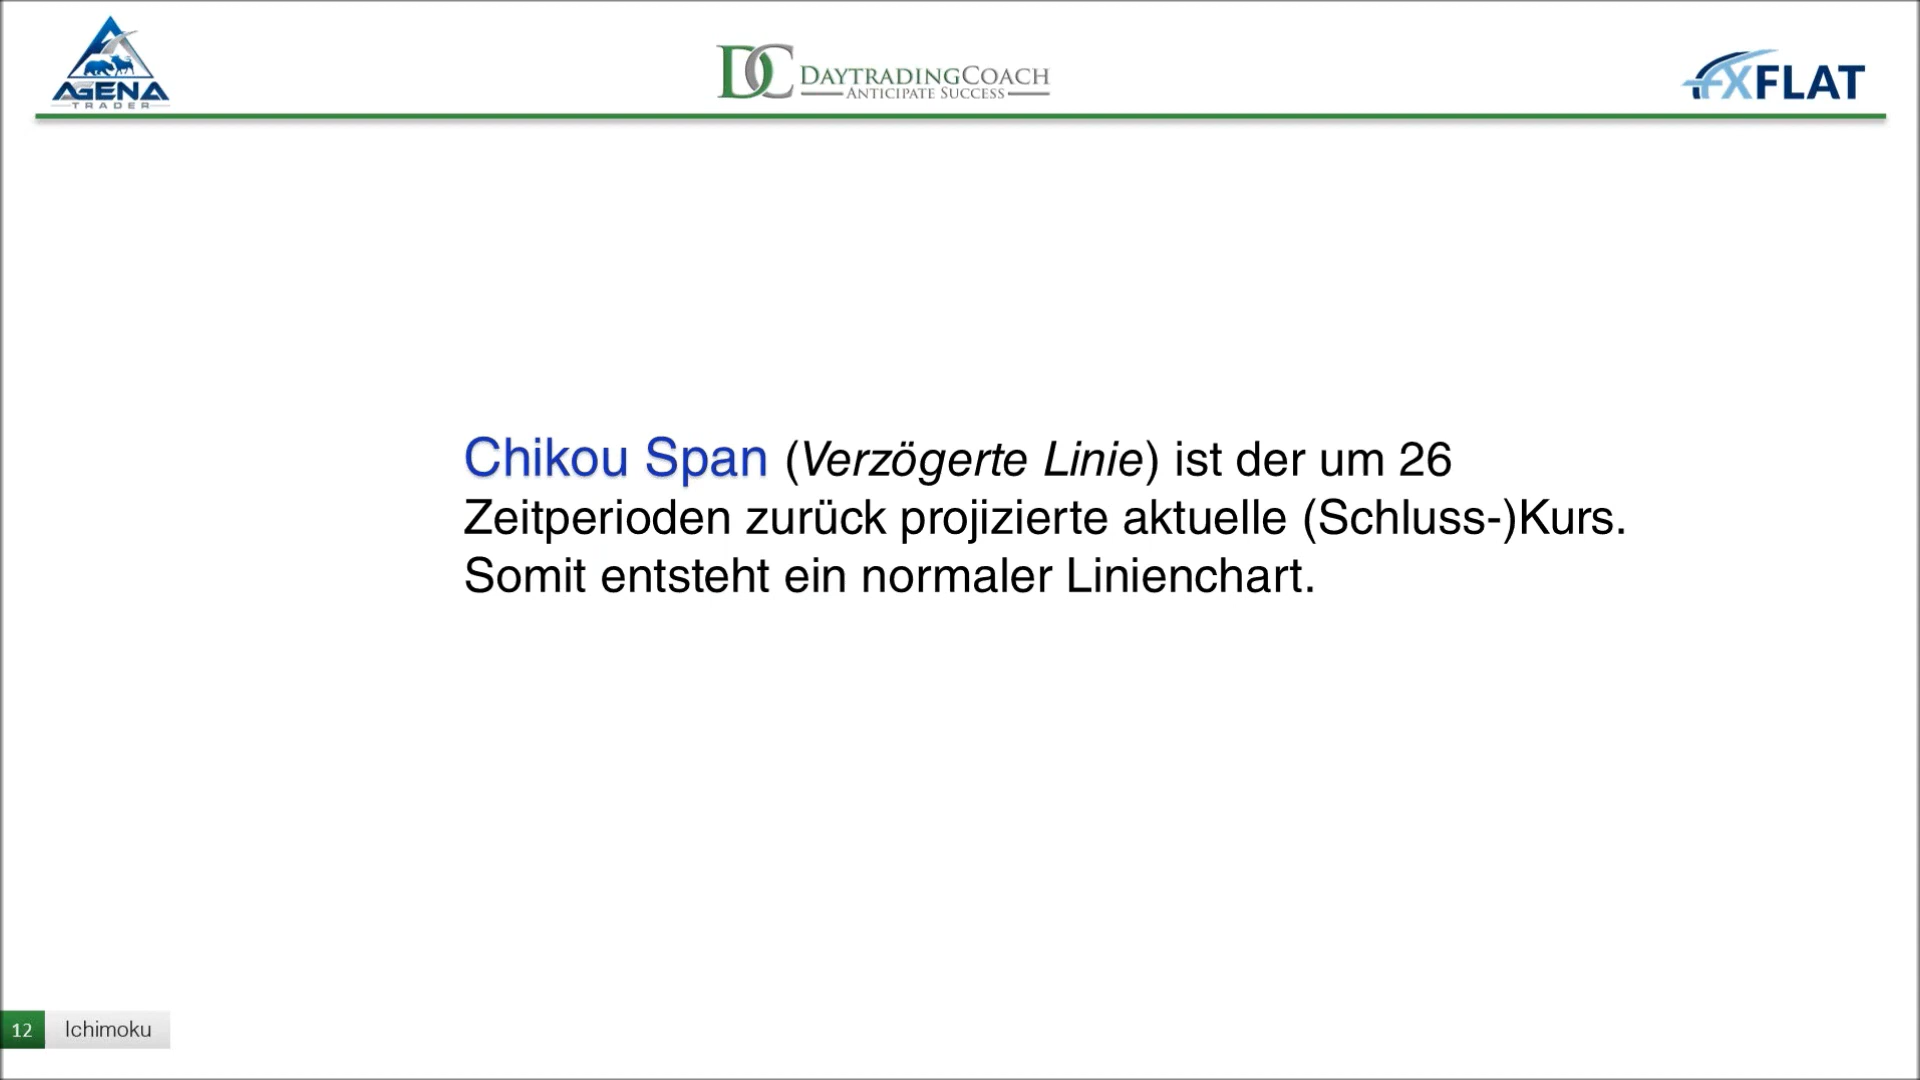 AGENA
TRADER
DC DAYTRADINGCOACH
ANTICIPATE SUCCESS
FXFLAT
Chikou Span (Verzögerte Linie) ist der um 26
Zeitperioden zurück projizierte aktuelle (Schluss-)Kurs.
Somit entsteht ein normaler Linienchart.
12 Ichimoku